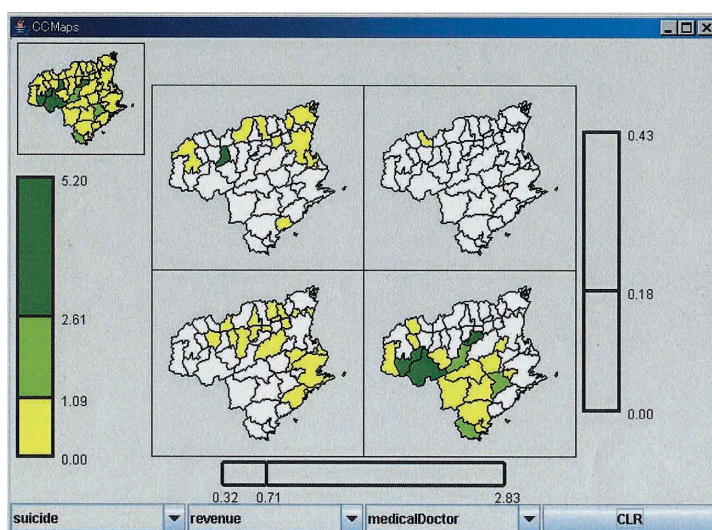 CCMaps
5.20
2.61
1.09
0.00
0.43
0.18
0.00
0.32 0.71 2.83
suicide revenue medicalDoctor CLR